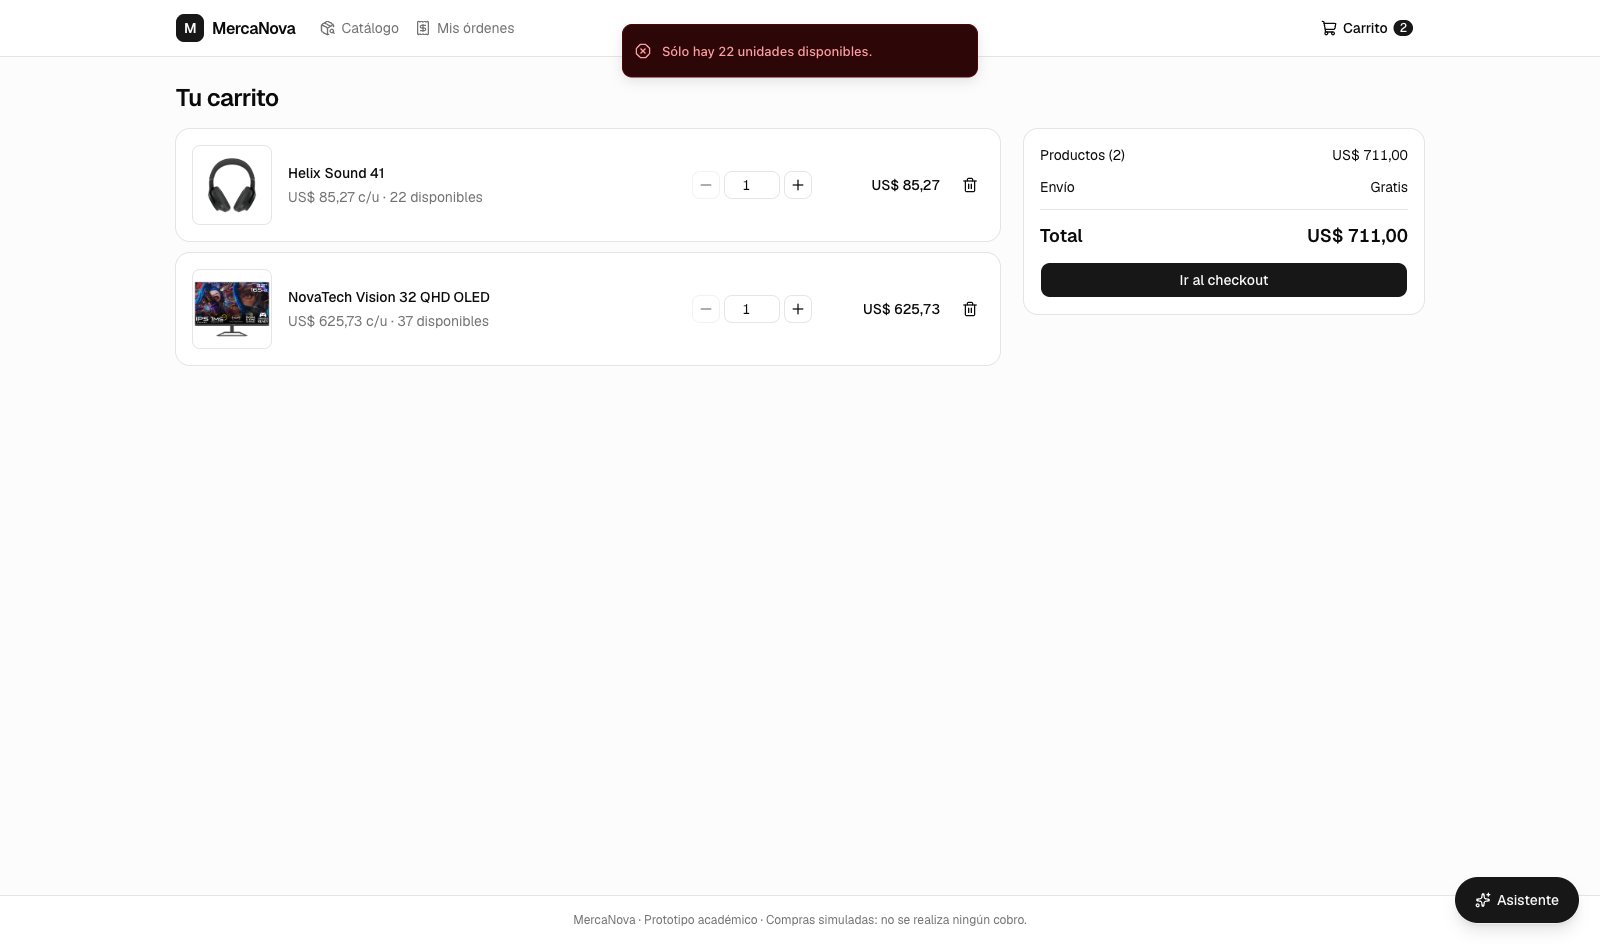 M MercaNova Catálogo Mis órdenes Carrito 2
Sólo hay 22 unidades disponibles.
Tu carrito
Helix Sound 41
US$ 85,27 c/u · 22 disponibles
1
US$ 85,27
NovaTech Vision 32 QHD OLED
US$ 625,73 c/u · 37 disponibles
1
US$ 625,73
Productos (2) US$ 711,00
Envío Gratis
Total US$ 711,00
Ir al checkout
Asistente
MercaNova · Prototipo académico · Compras simuladas: no se realiza ningún cobro.